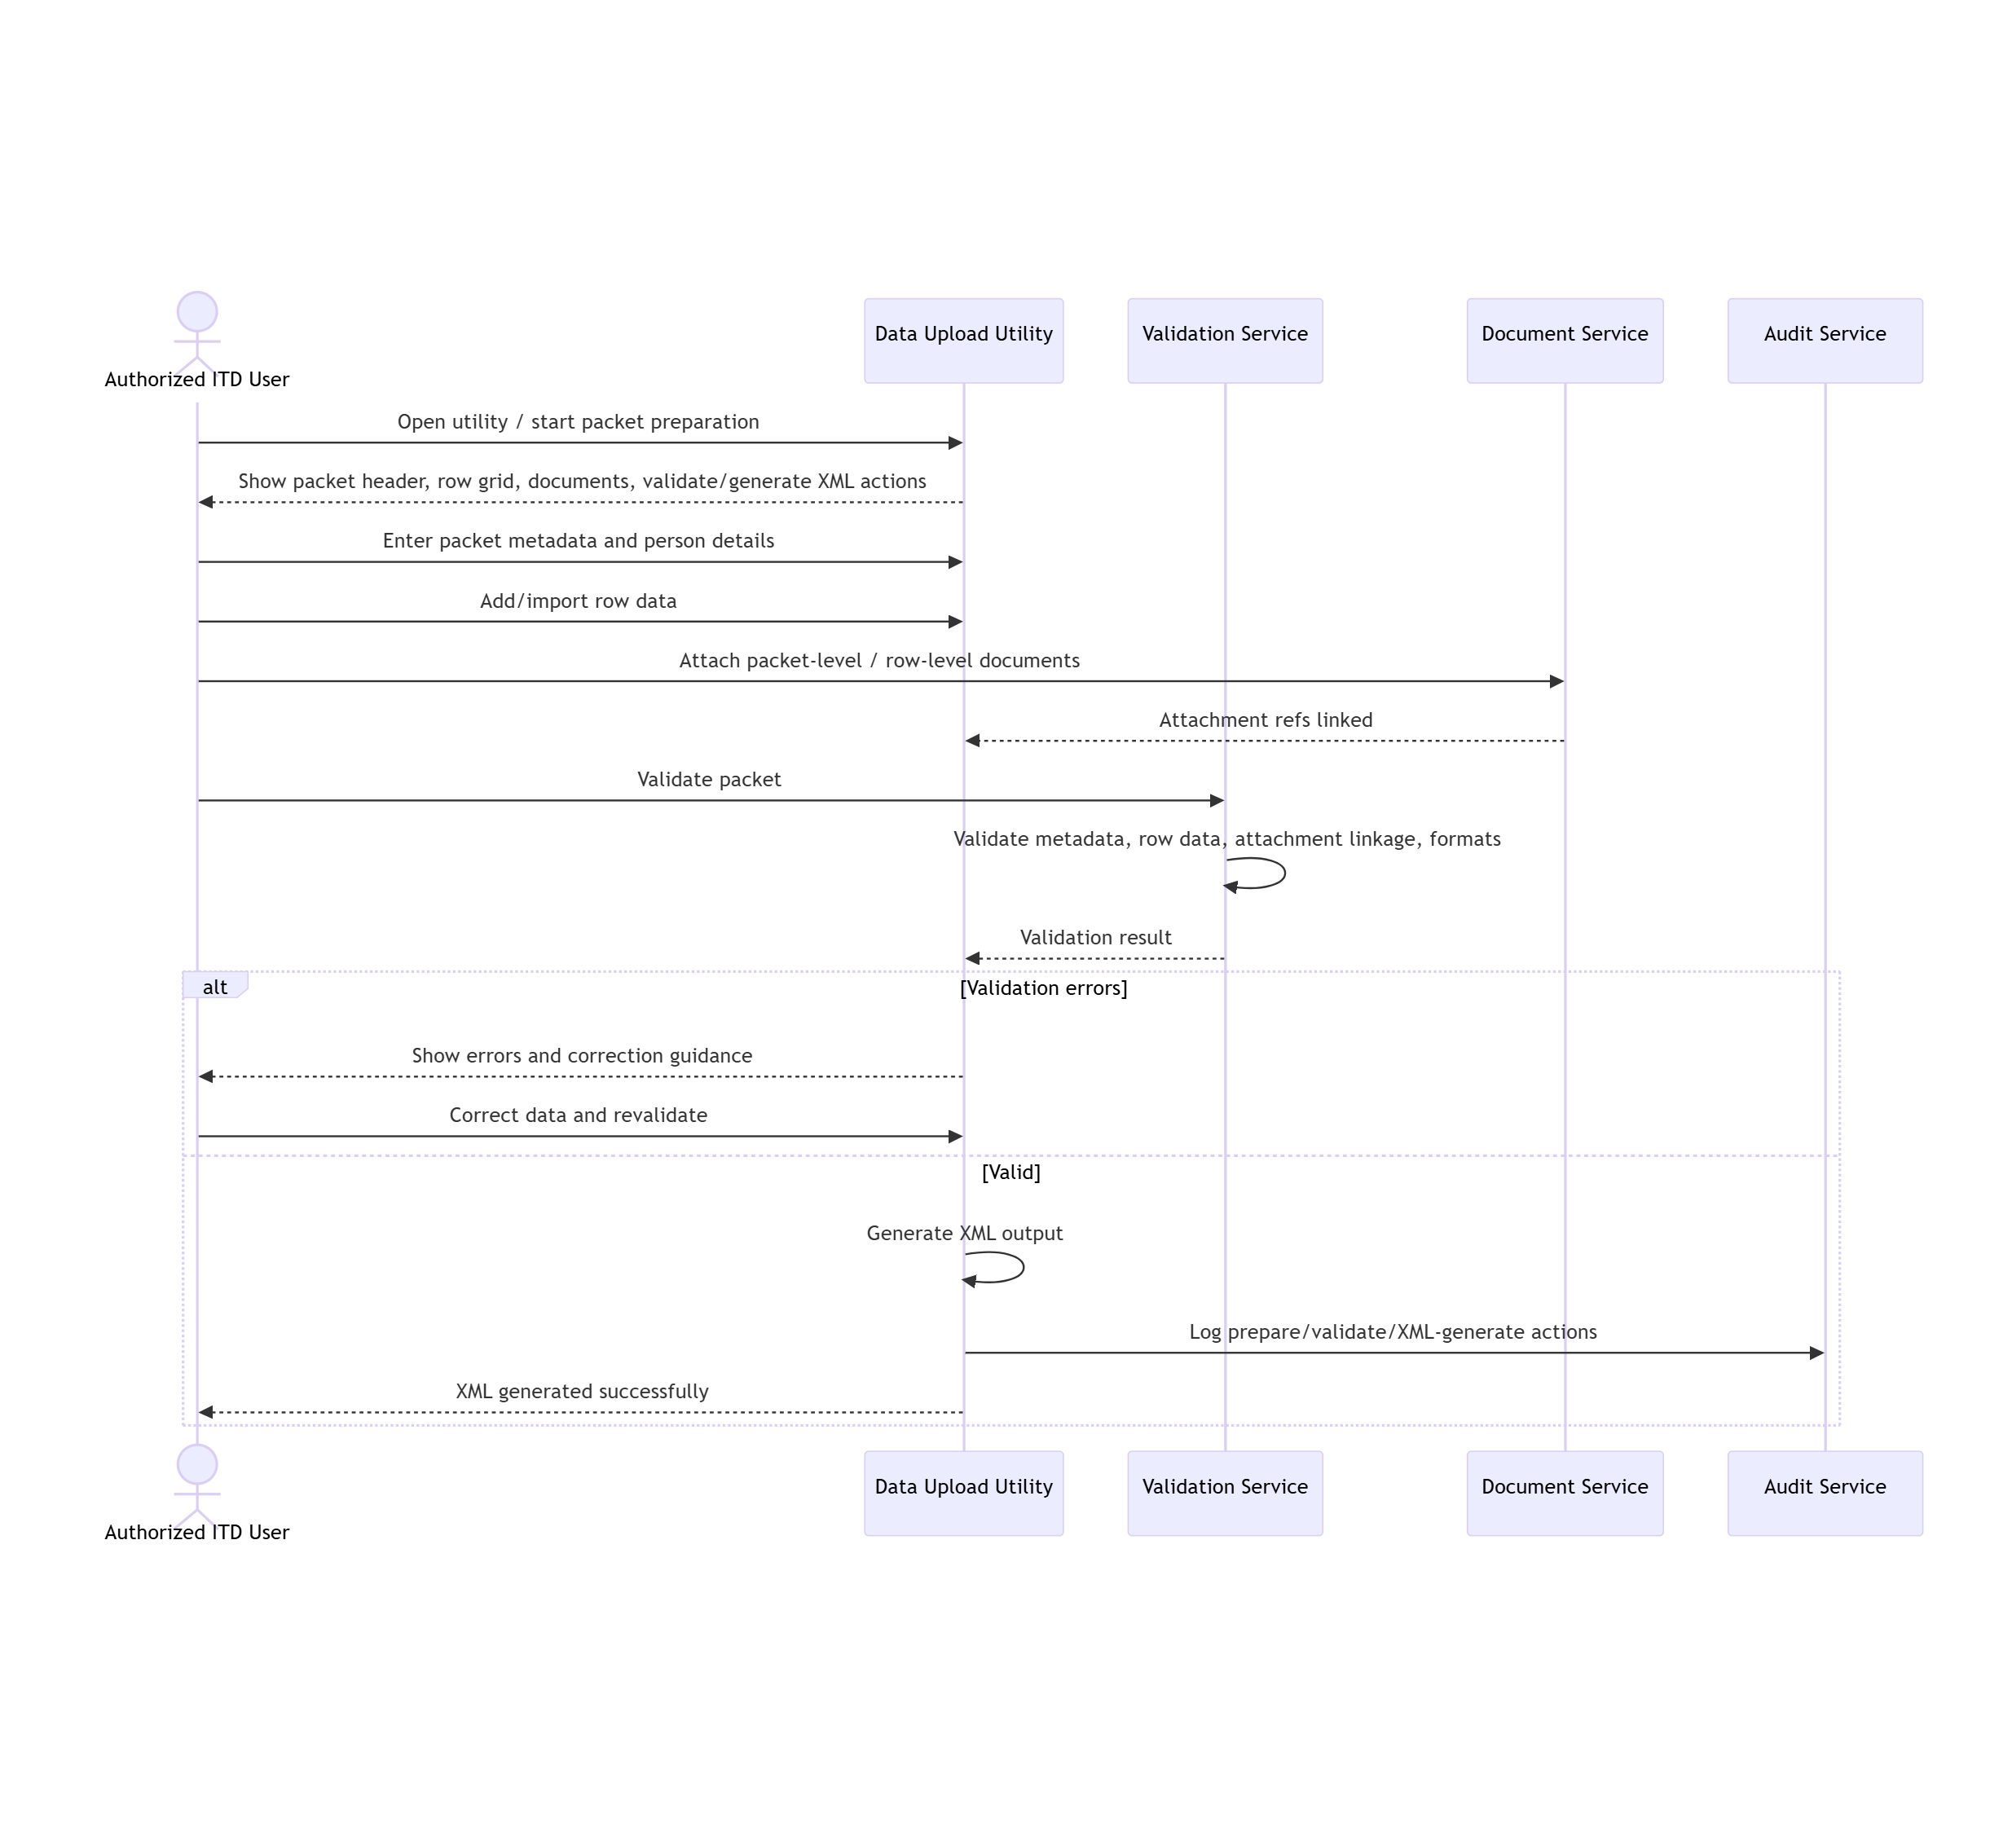 Authorized ITD User
Data Upload Utility
Validation Service
Document Service
Audit Service
Open utility / start packet preparation
Show packet header, row grid, documents, validate/generate XML actions
Enter packet metadata and person details
Add/import row data
Attach packet-level / row-level documents
Attachment refs linked
Validate packet
Validate metadata, row data, attachment linkage, formats
Validation result
alt
[Validation errors]
Show errors and correction guidance
Correct data and revalidate
[Valid]
Generate XML output
Log prepare/validate/XML-generate actions
XML generated successfully
Authorized ITD User
Data Upload Utility
Validation Service
Document Service
Audit Service